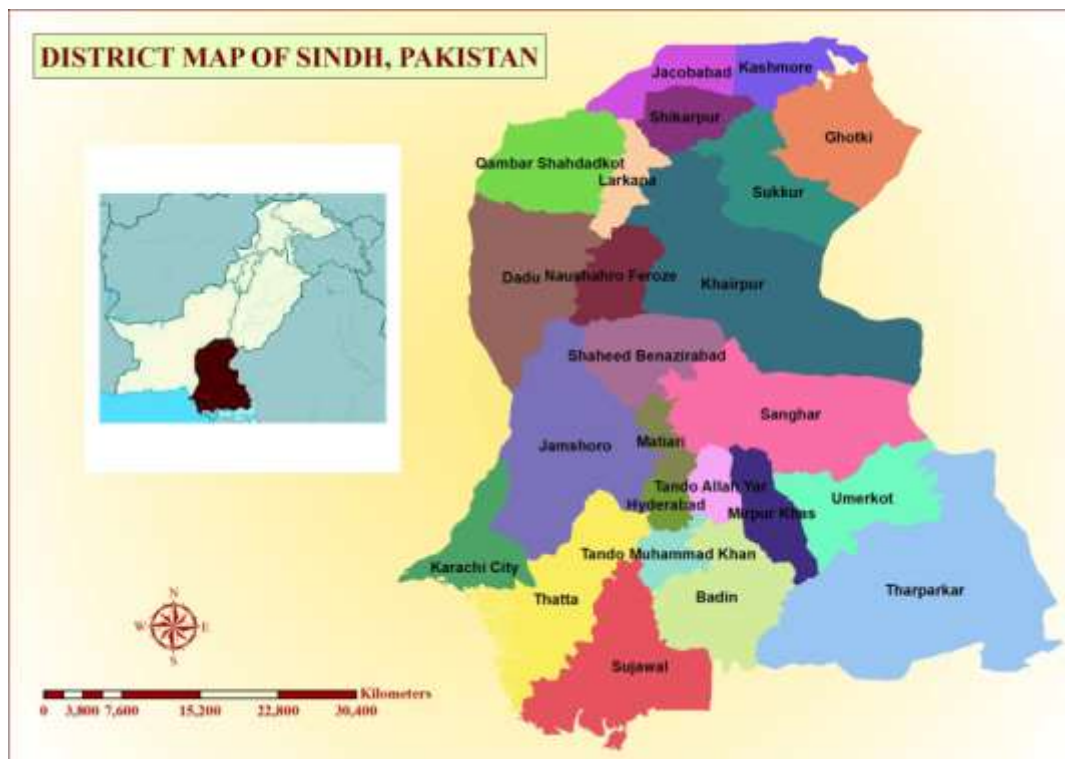 DISTRICT MAP OF SINDH, PAKISTAN
Jacobabad
Kashmore
Shikarpur
Ghotki
Qambar Shahdadkot
Larkana
Sukkur
Dadu
Naushahro Feroze
Khairpur
Shaheed Benazirabad
Sanghar
Jamshoro
Matiari
Tando Allah Yar
Umerkot
Hyderabad
Mirpur Khas
Tando Muhammad Khan
Karachi City
Tharparkar
Thatta
Badin
Sujawal
N
W E
S
Kilometers
0 3,800 7,600 15,200 22,800 30,400